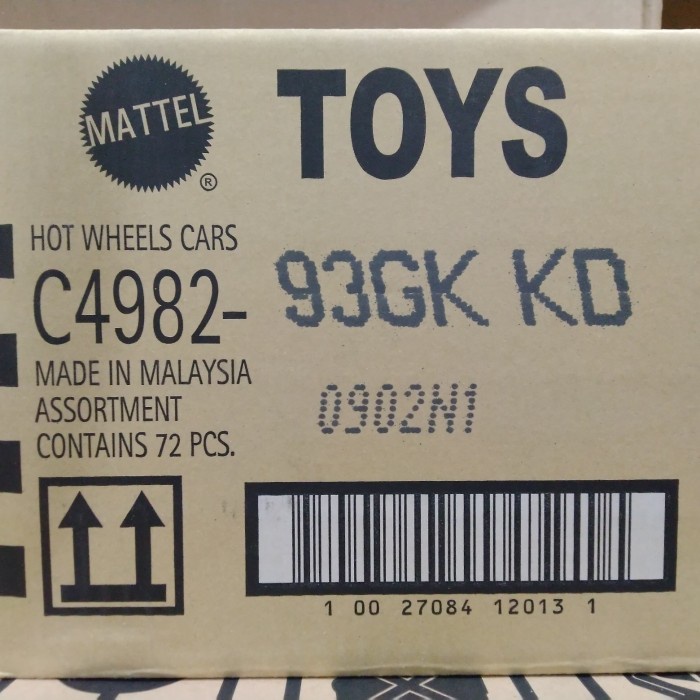 MATTEL
®
TOYS
HOT WHEELS CARS
C4982- 93GK KD
MADE IN MALAYSIA
ASSORTMENT 0902N1
CONTAINS 72 PCS.
1 00 27084 12013 1